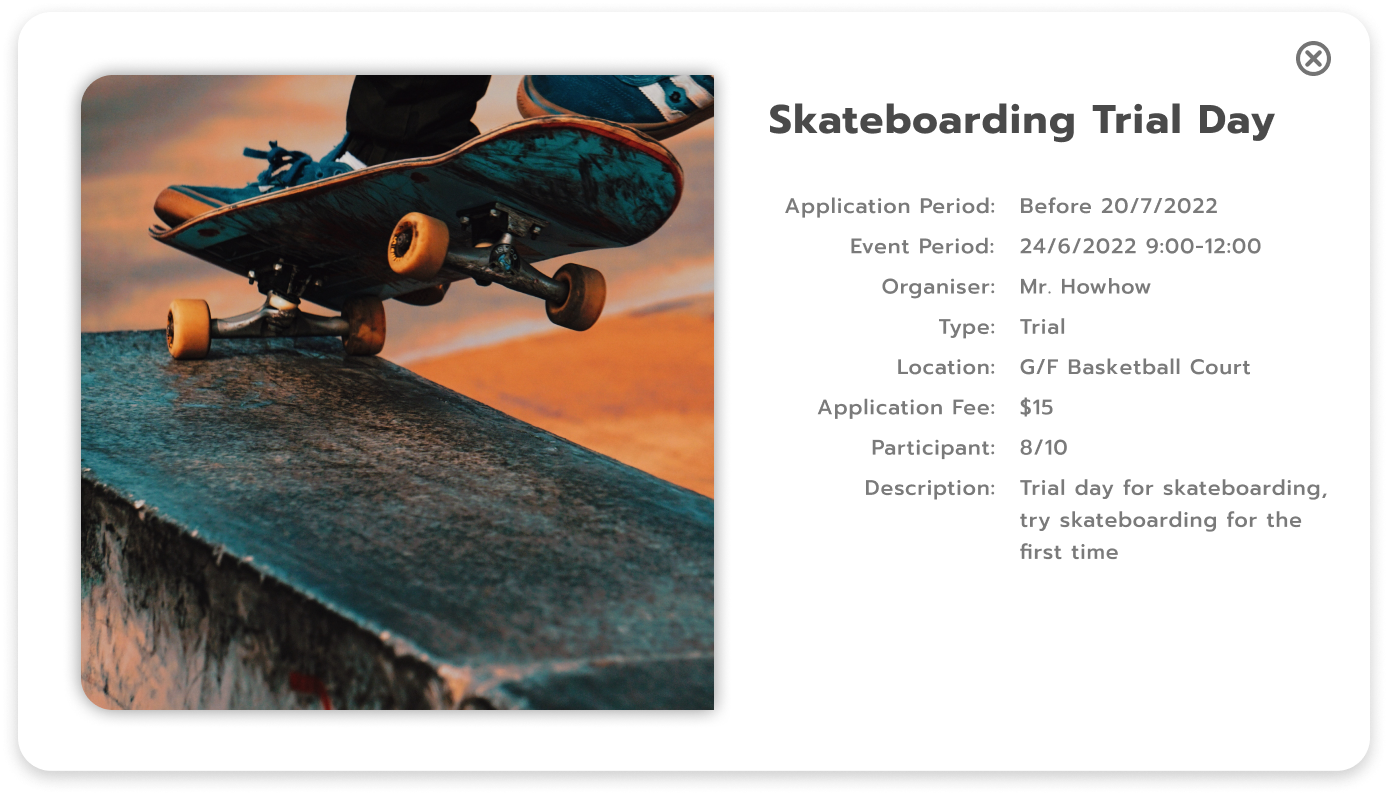 Skateboarding Trial Day
Application Period: Before 20/7/2022
Event Period: 24/6/2022 9:00-12:00
Organiser: Mr. Howhow
Type: Trial
Location: G/F Basketball Court
Application Fee: $15
Participant: 8/10
Description: Trial day for skateboarding,
try skateboarding for the
first time